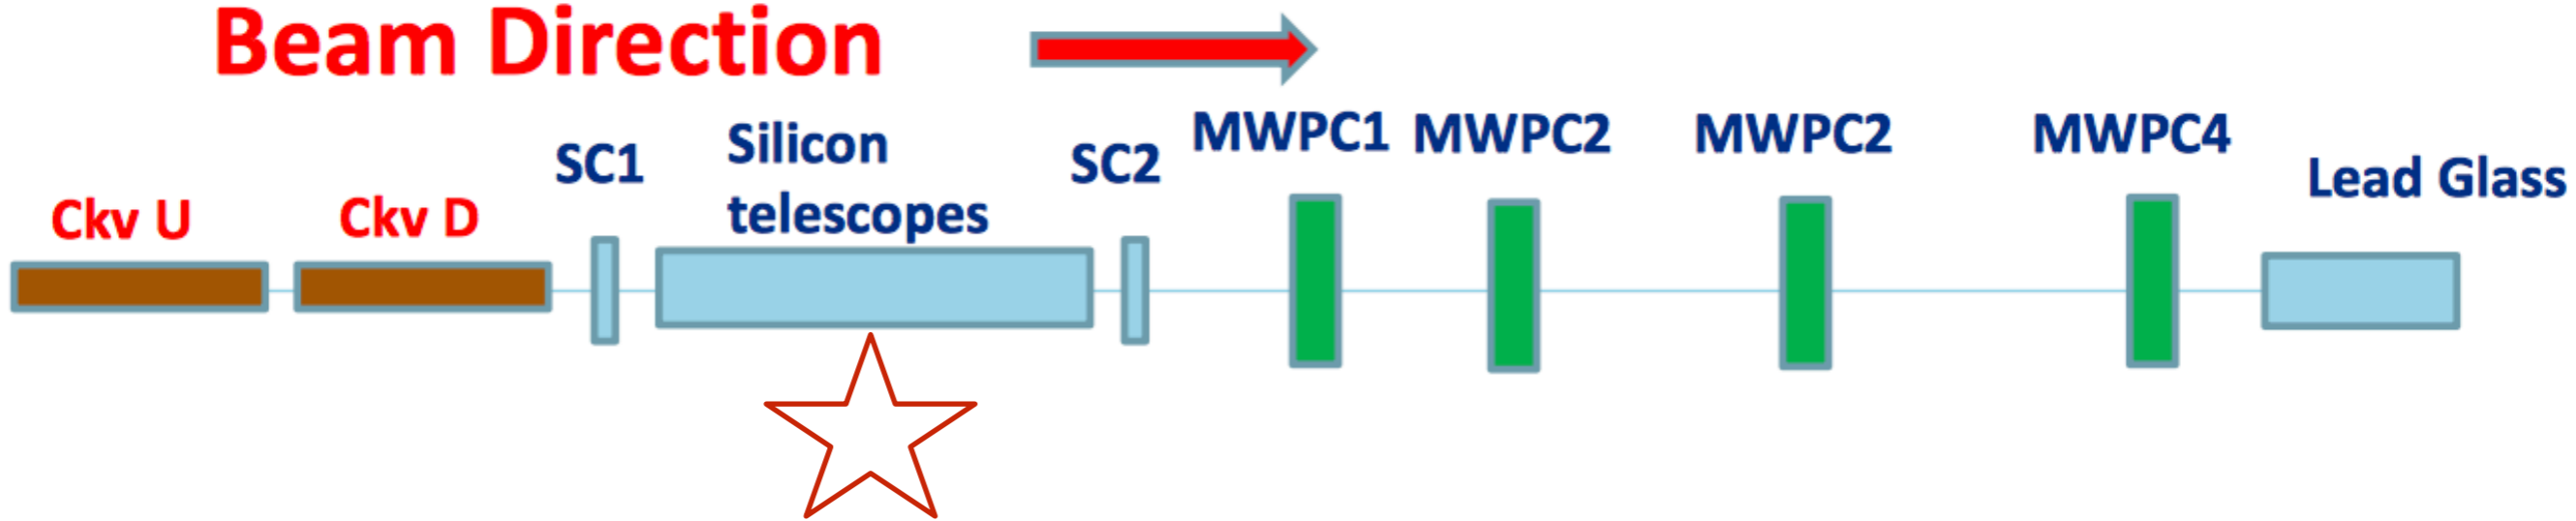 Beam Direction
Ckv U
Ckv D
SC1
Silicon
telescopes
SC2
MWPC1
MWPC2
MWPC2
MWPC4
Lead Glass